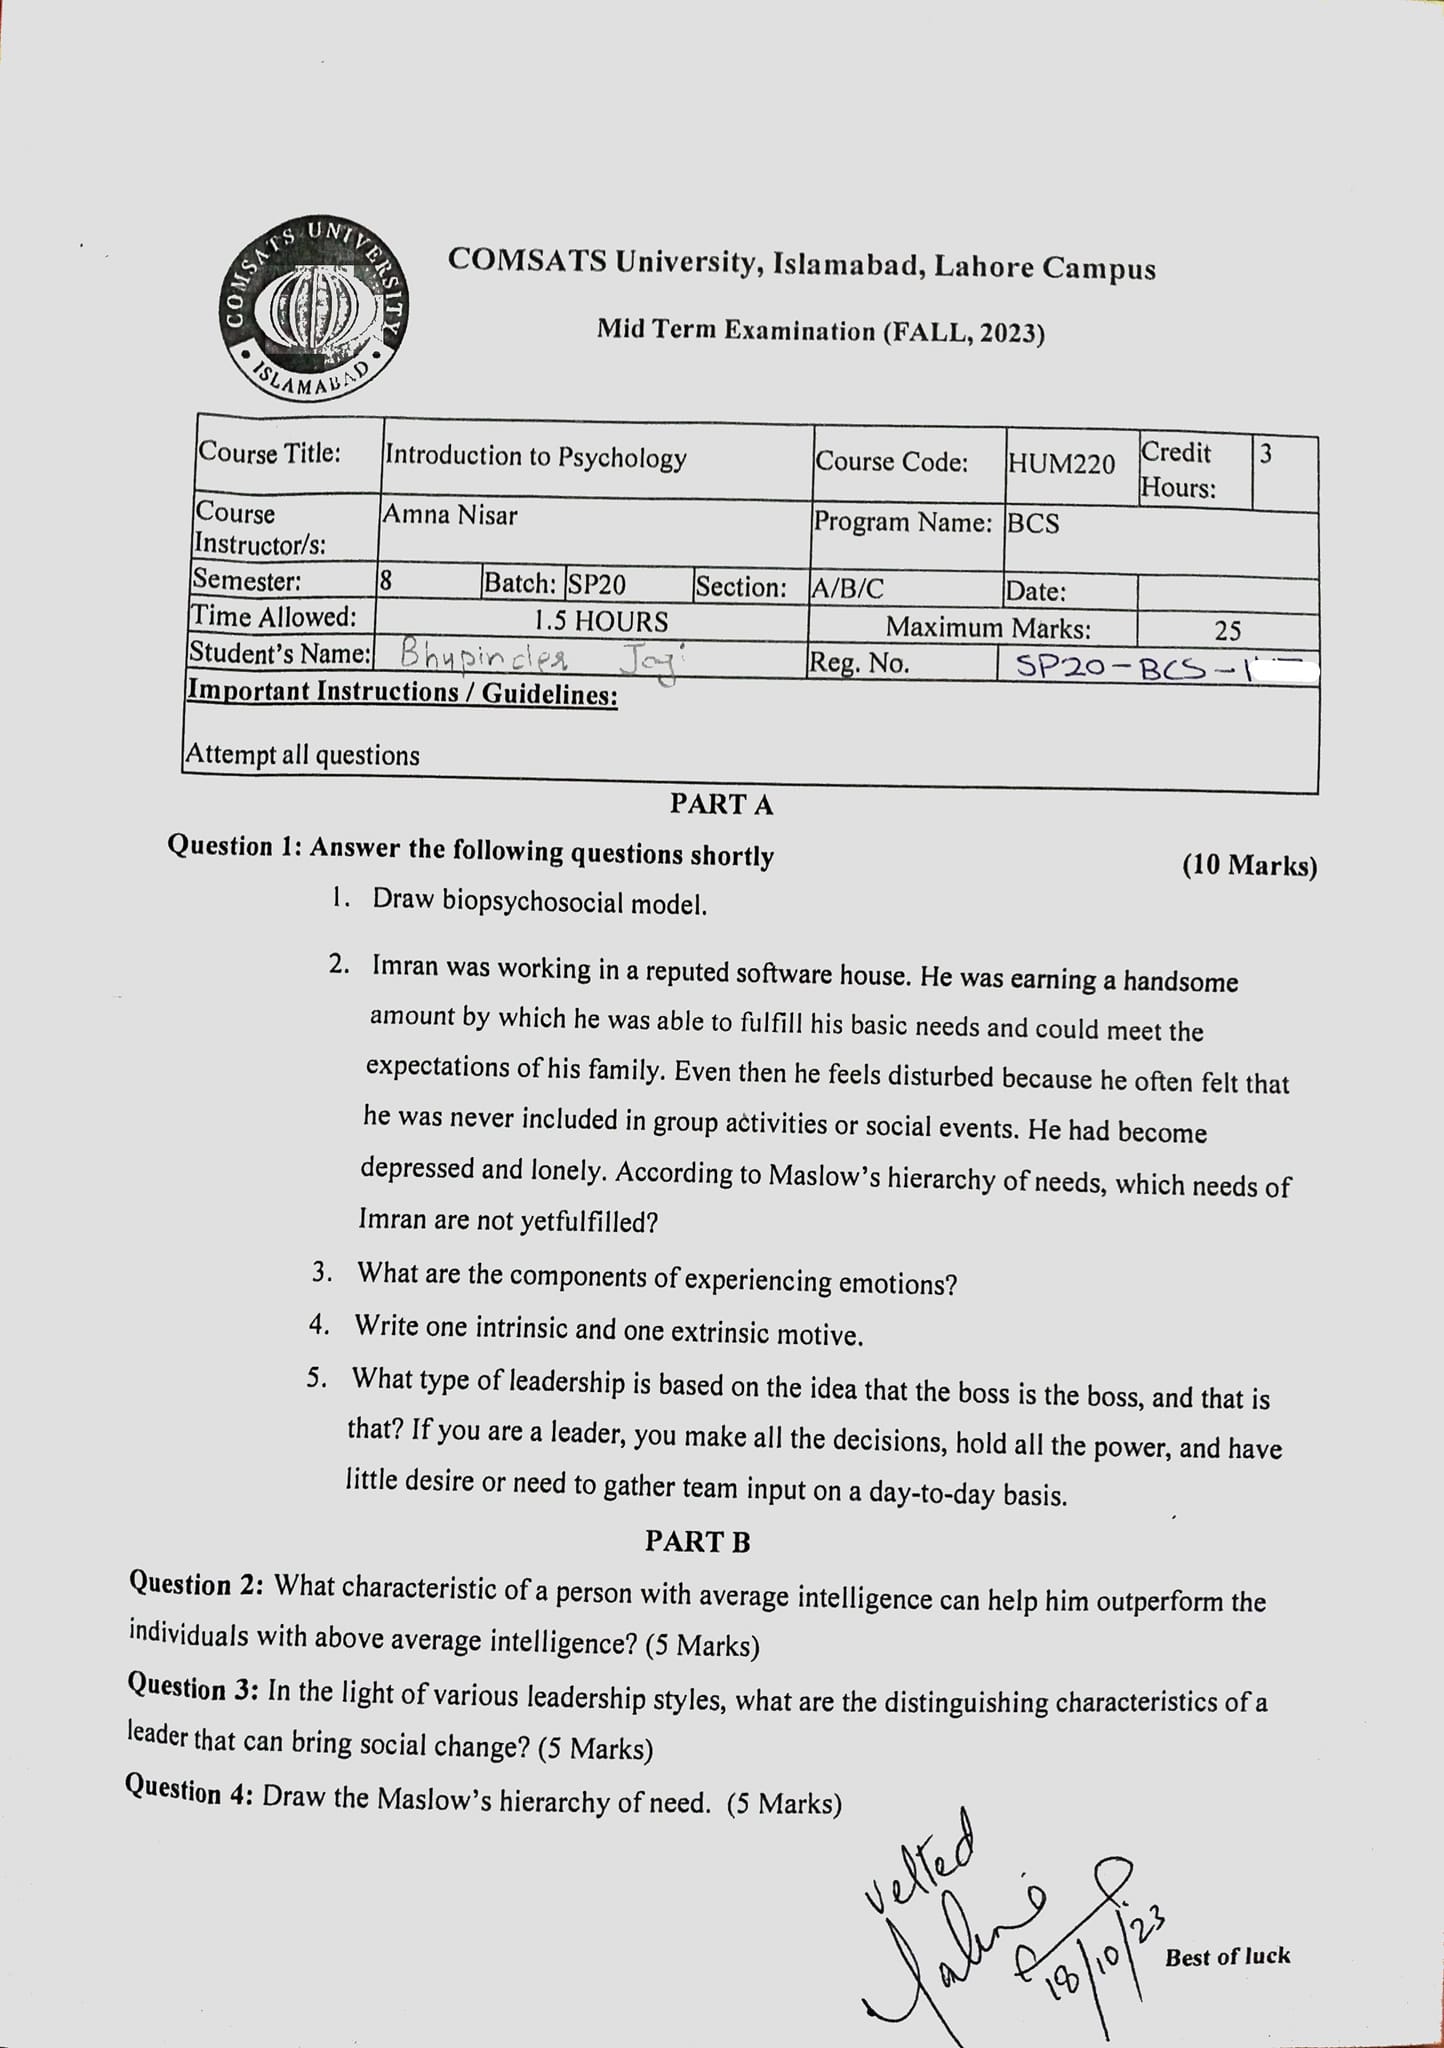 COMSATS UNIVERSITY
ISLAMABAD
COMSATS University, Islamabad, Lahore Campus
Mid Term Examination (FALL, 2023)
Course Title: Introduction to Psychology Course Code: HUM220 Credit Hours: 3
Course Instructor/s: Amna Nisar Program Name: BCS
Semester: 8 Batch: SP20 Section: A/B/C Date:
Time Allowed: 1.5 HOURS Maximum Marks: 25
Student's Name: Bhypinder Jogi Reg. No. SP20-BCS-1
Important Instructions / Guidelines:
Attempt all questions
PART A
Question 1: Answer the following questions shortly (10 Marks)
1. Draw biopsychosocial model.
2. Imran was working in a reputed software house. He was earning a handsome
amount by which he was able to fulfill his basic needs and could meet the
expectations of his family. Even then he feels disturbed because he often felt that
he was never included in group activities or social events. He had become
depressed and lonely. According to Maslow's hierarchy of needs, which needs of
Imran are not yetfulfilled?
3. What are the components of experiencing emotions?
4. Write one intrinsic and one extrinsic motive.
5. What type of leadership is based on the idea that the boss is the boss, and that is
that? If you are a leader, you make all the decisions, hold all the power, and have
little desire or need to gather team input on a day-to-day basis.
PART B
Question 2: What characteristic of a person with average intelligence can help him outperform the
individuals with above average intelligence? (5 Marks)
Question 3: In the light of various leadership styles, what are the distinguishing characteristics of a
leader that can bring social change? (5 Marks)
Question 4: Draw the Maslow's hierarchy of need. (5 Marks)
vetted
18/10/23
Best of luck